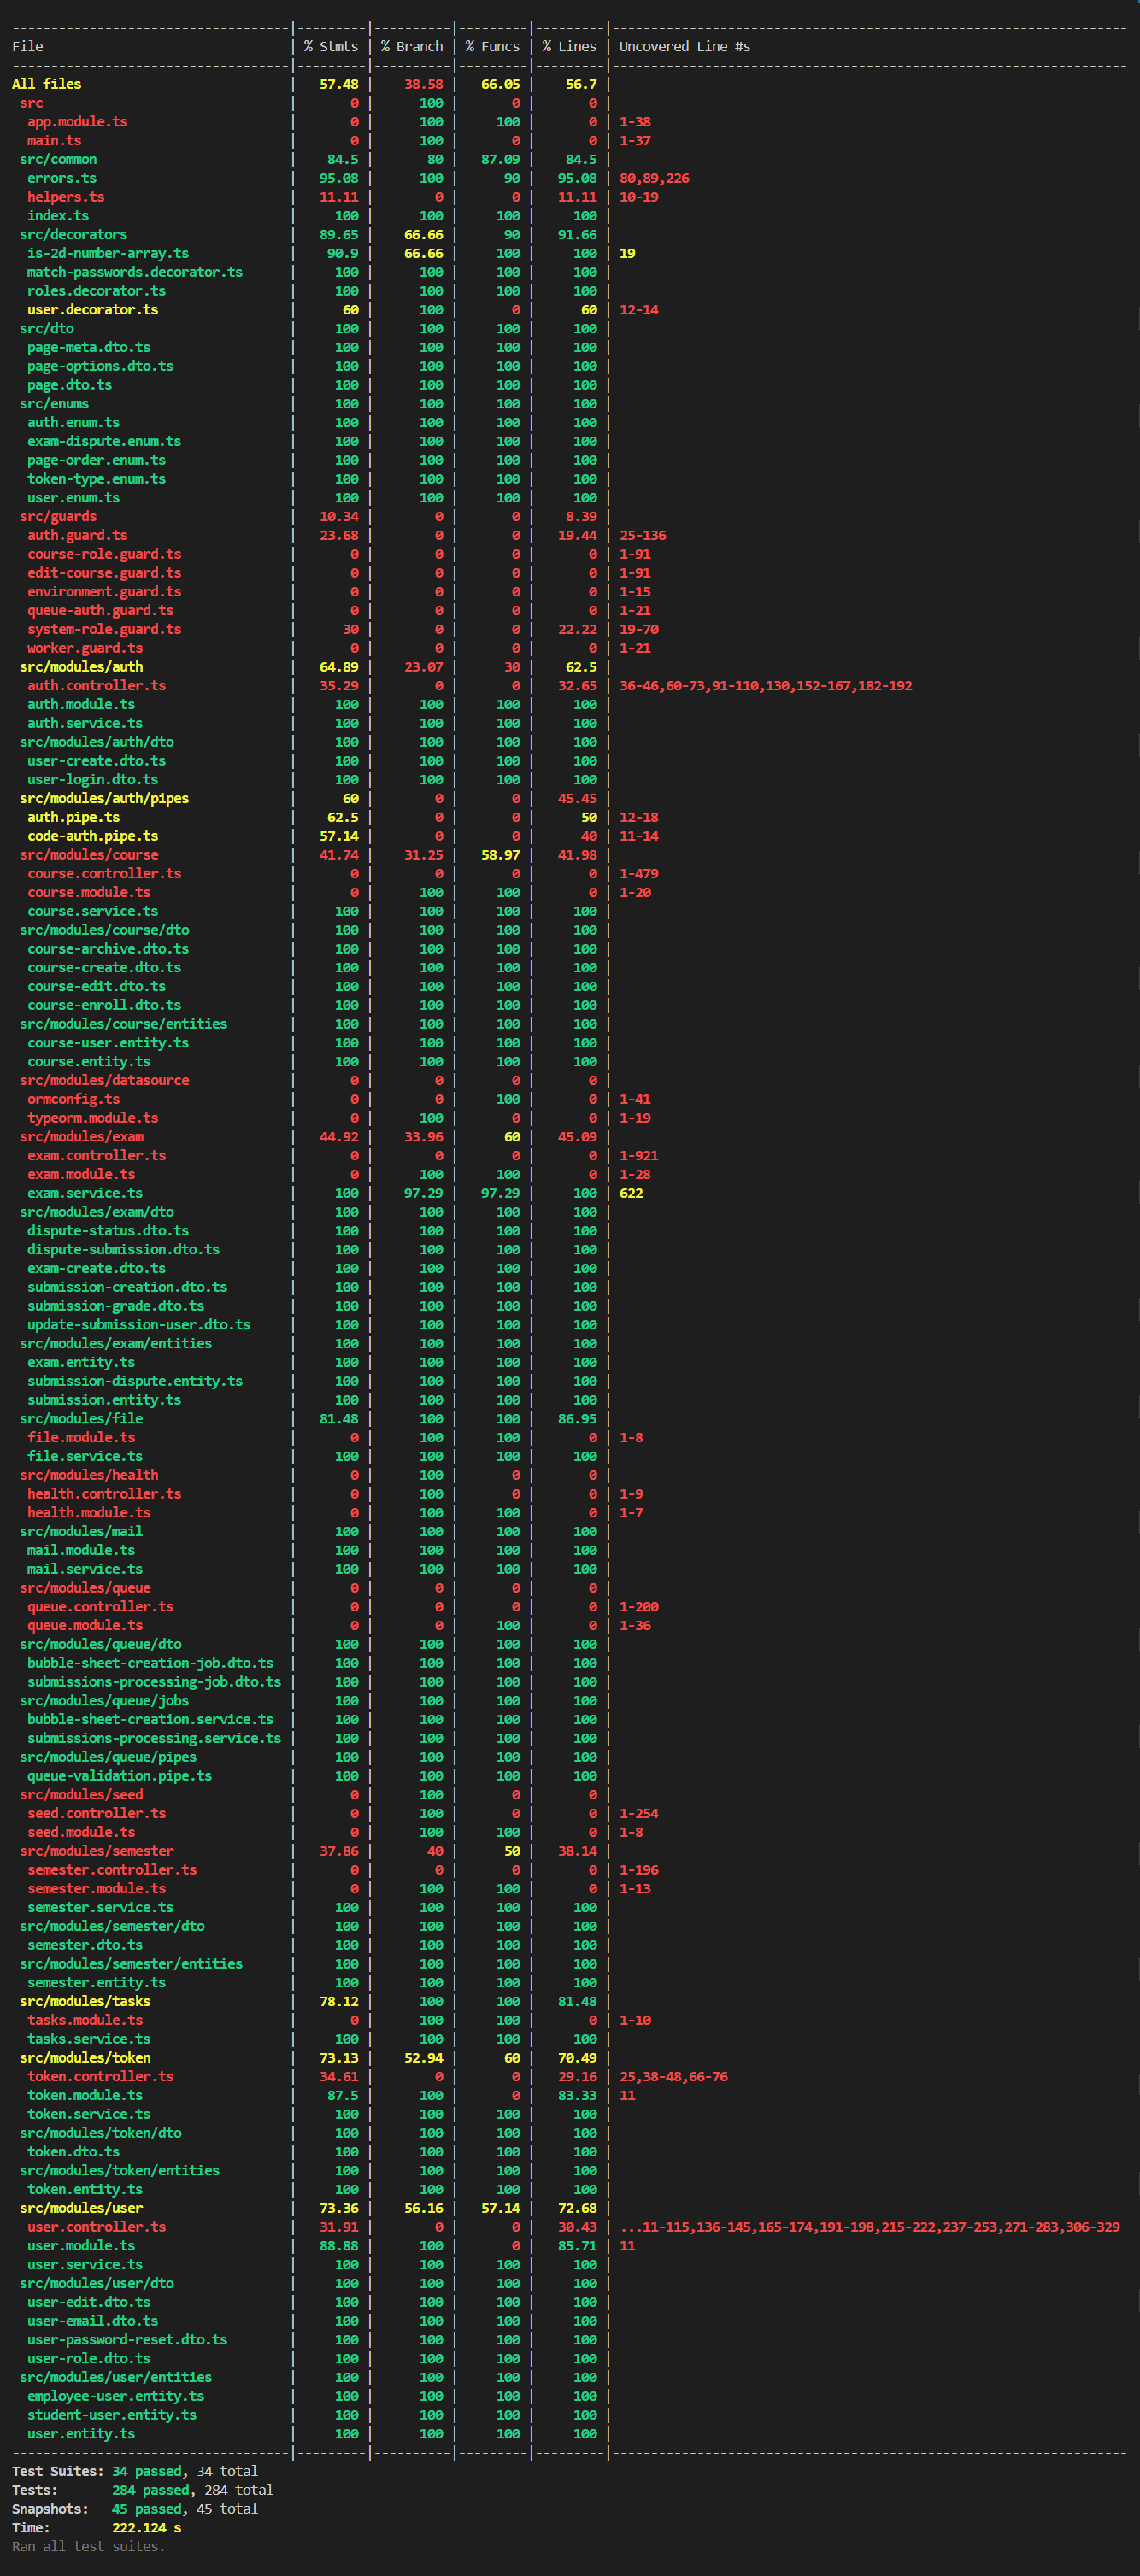 -----------------------------------|---------|----------|---------|---------|------------------------------------------------------------------
File                               | % Stmts | % Branch | % Funcs | % Lines | Uncovered Line #s
-----------------------------------|---------|----------|---------|---------|------------------------------------------------------------------
All files                          |   57.48 |    38.58 |   66.05 |    56.7 |
 src                               |       0 |      100 |       0 |       0 |
  app.module.ts                    |       0 |      100 |     100 |       0 | 1-38
  main.ts                          |       0 |      100 |       0 |       0 | 1-37
 src/common                        |    84.5 |       80 |   87.09 |    84.5 |
  errors.ts                        |   95.08 |      100 |      90 |   95.08 | 80,89,226
  helpers.ts                       |   11.11 |        0 |       0 |   11.11 | 10-19
  index.ts                         |     100 |      100 |     100 |     100 |
 src/decorators                    |   89.65 |    66.66 |      90 |   91.66 |
  is-2d-number-array.ts            |    90.9 |    66.66 |     100 |     100 | 19
  match-passwords.decorator.ts     |     100 |      100 |     100 |     100 |
  roles.decorator.ts               |     100 |      100 |     100 |     100 |
  user.decorator.ts                |      60 |      100 |       0 |      60 | 12-14
 src/dto                           |     100 |      100 |     100 |     100 |
  page-meta.dto.ts                 |     100 |      100 |     100 |     100 |
  page-options.dto.ts              |     100 |      100 |     100 |     100 |
  page.dto.ts                      |     100 |      100 |     100 |     100 |
 src/enums                         |     100 |      100 |     100 |     100 |
  auth.enum.ts                     |     100 |      100 |     100 |     100 |
  exam-dispute.enum.ts             |     100 |      100 |     100 |     100 |
  page-order.enum.ts               |     100 |      100 |     100 |     100 |
  token-type.enum.ts               |     100 |      100 |     100 |     100 |
  user.enum.ts                     |     100 |      100 |     100 |     100 |
 src/guards                        |   10.34 |        0 |       0 |    8.39 |
  auth.guard.ts                    |   23.68 |        0 |       0 |   19.44 | 25-136
  course-role.guard.ts             |       0 |        0 |       0 |       0 | 1-91
  edit-course.guard.ts             |       0 |        0 |       0 |       0 | 1-91
  environment.guard.ts             |       0 |        0 |       0 |       0 | 1-15
  queue-auth.guard.ts              |       0 |        0 |       0 |       0 | 1-21
  system-role.guard.ts             |      30 |        0 |       0 |   22.22 | 19-70
  worker.guard.ts                  |       0 |        0 |       0 |       0 | 1-21
 src/modules/auth                  |   64.89 |    23.07 |      30 |    62.5 |
  auth.controller.ts               |   35.29 |        0 |       0 |   32.65 | 36-46,60-73,91-110,130,152-167,182-192
  auth.module.ts                   |     100 |      100 |     100 |     100 |
  auth.service.ts                  |     100 |      100 |     100 |     100 |
 src/modules/auth/dto              |     100 |      100 |     100 |     100 |
  user-create.dto.ts               |     100 |      100 |     100 |     100 |
  user-login.dto.ts                |     100 |      100 |     100 |     100 |
 src/modules/auth/pipes            |      60 |        0 |       0 |   45.45 |
  auth.pipe.ts                     |    62.5 |        0 |       0 |      50 | 12-18
  code-auth.pipe.ts                |   57.14 |        0 |       0 |      40 | 11-14
 src/modules/course                |   41.74 |    31.25 |   58.97 |   41.98 |
  course.controller.ts             |       0 |        0 |       0 |       0 | 1-479
  course.module.ts                 |       0 |      100 |     100 |       0 | 1-20
  course.service.ts                |     100 |      100 |     100 |     100 |
 src/modules/course/dto            |     100 |      100 |     100 |     100 |
  course-archive.dto.ts            |     100 |      100 |     100 |     100 |
  course-create.dto.ts             |     100 |      100 |     100 |     100 |
  course-edit.dto.ts               |     100 |      100 |     100 |     100 |
  course-enroll.dto.ts             |     100 |      100 |     100 |     100 |
 src/modules/course/entities       |     100 |      100 |     100 |     100 |
  course-user.entity.ts            |     100 |      100 |     100 |     100 |
  course.entity.ts                 |     100 |      100 |     100 |     100 |
 src/modules/datasource            |       0 |        0 |       0 |       0 |
  ormconfig.ts                     |       0 |        0 |     100 |       0 | 1-41
  typeorm.module.ts                |       0 |      100 |       0 |       0 | 1-19
 src/modules/exam                  |   44.92 |    33.96 |      60 |   45.09 |
  exam.controller.ts               |       0 |        0 |       0 |       0 | 1-921
  exam.module.ts                   |       0 |      100 |     100 |       0 | 1-28
  exam.service.ts                  |     100 |    97.29 |   97.29 |     100 | 622
 src/modules/exam/dto              |     100 |      100 |     100 |     100 |
  dispute-status.dto.ts            |     100 |      100 |     100 |     100 |
  dispute-submission.dto.ts        |     100 |      100 |     100 |     100 |
  exam-create.dto.ts               |     100 |      100 |     100 |     100 |
  submission-creation.dto.ts       |     100 |      100 |     100 |     100 |
  submission-grade.dto.ts          |     100 |      100 |     100 |     100 |
  update-submission-user.dto.ts    |     100 |      100 |     100 |     100 |
 src/modules/exam/entities         |     100 |      100 |     100 |     100 |
  exam.entity.ts                   |     100 |      100 |     100 |     100 |
  submission-dispute.entity.ts     |     100 |      100 |     100 |     100 |
  submission.entity.ts             |     100 |      100 |     100 |     100 |
 src/modules/file                  |   81.48 |      100 |     100 |   86.95 |
  file.module.ts                   |       0 |      100 |     100 |       0 | 1-8
  file.service.ts                  |     100 |      100 |     100 |     100 |
 src/modules/health                |       0 |      100 |       0 |       0 |
  health.controller.ts             |       0 |      100 |       0 |       0 | 1-9
  health.module.ts                 |       0 |      100 |     100 |       0 | 1-7
 src/modules/mail                  |     100 |      100 |     100 |     100 |
  mail.module.ts                   |     100 |      100 |     100 |     100 |
  mail.service.ts                  |     100 |      100 |     100 |     100 |
 src/modules/queue                 |       0 |        0 |       0 |       0 |
  queue.controller.ts              |       0 |        0 |       0 |       0 | 1-200
  queue.module.ts                  |       0 |        0 |     100 |       0 | 1-36
 src/modules/queue/dto             |     100 |      100 |     100 |     100 |
  bubble-sheet-creation-job.dto.ts |     100 |      100 |     100 |     100 |
  submissions-processing-job.dto.ts |     100 |      100 |     100 |     100 |
 src/modules/queue/jobs            |     100 |      100 |     100 |     100 |
  bubble-sheet-creation.service.ts |     100 |      100 |     100 |     100 |
  submissions-processing.service.ts |     100 |      100 |     100 |     100 |
 src/modules/queue/pipes           |     100 |      100 |     100 |     100 |
  queue-validation.pipe.ts         |     100 |      100 |     100 |     100 |
 src/modules/seed                  |       0 |      100 |       0 |       0 |
  seed.controller.ts               |       0 |      100 |       0 |       0 | 1-254
  seed.module.ts                   |       0 |      100 |     100 |       0 | 1-8
 src/modules/semester              |   37.86 |       40 |      50 |   38.14 |
  semester.controller.ts           |       0 |        0 |       0 |       0 | 1-196
  semester.module.ts               |       0 |      100 |     100 |       0 | 1-13
  semester.service.ts              |     100 |      100 |     100 |     100 |
 src/modules/semester/dto          |     100 |      100 |     100 |     100 |
  semester.dto.ts                  |     100 |      100 |     100 |     100 |
 src/modules/semester/entities     |     100 |      100 |     100 |     100 |
  semester.entity.ts               |     100 |      100 |     100 |     100 |
 src/modules/tasks                 |   78.12 |      100 |     100 |   81.48 |
  tasks.module.ts                  |       0 |      100 |     100 |       0 | 1-10
  tasks.service.ts                 |     100 |      100 |     100 |     100 |
 src/modules/token                 |   73.13 |    52.94 |      60 |   70.49 |
  token.controller.ts              |   34.61 |        0 |       0 |   29.16 | 25,38-48,66-76
  token.module.ts                  |    87.5 |      100 |       0 |   83.33 | 11
  token.service.ts                 |     100 |      100 |     100 |     100 |
 src/modules/token/dto             |     100 |      100 |     100 |     100 |
  token.dto.ts                     |     100 |      100 |     100 |     100 |
 src/modules/token/entities        |     100 |      100 |     100 |     100 |
  token.entity.ts                  |     100 |      100 |     100 |     100 |
 src/modules/user                  |   73.36 |    56.16 |   57.14 |   72.68 |
  user.controller.ts               |   31.91 |        0 |       0 |   30.43 | ...11-115,136-145,165-174,191-198,215-222,237-253,271-283,306-329
  user.module.ts                   |   88.88 |      100 |       0 |   85.71 | 11
  user.service.ts                  |     100 |      100 |     100 |     100 |
 src/modules/user/dto              |     100 |      100 |     100 |     100 |
  user-edit.dto.ts                 |     100 |      100 |     100 |     100 |
  user-email.dto.ts                |     100 |      100 |     100 |     100 |
  user-password-reset.dto.ts       |     100 |      100 |     100 |     100 |
  user-role.dto.ts                 |     100 |      100 |     100 |     100 |
 src/modules/user/entities         |     100 |      100 |     100 |     100 |
  employee-user.entity.ts          |     100 |      100 |     100 |     100 |
  student-user.entity.ts           |     100 |      100 |     100 |     100 |
  user.entity.ts                   |     100 |      100 |     100 |     100 |
-----------------------------------|---------|----------|---------|---------|------------------------------------------------------------------
Test Suites: 34 passed, 34 total
Tests:       284 passed, 284 total
Snapshots:   45 passed, 45 total
Time:        222.124 s
Ran all test suites.